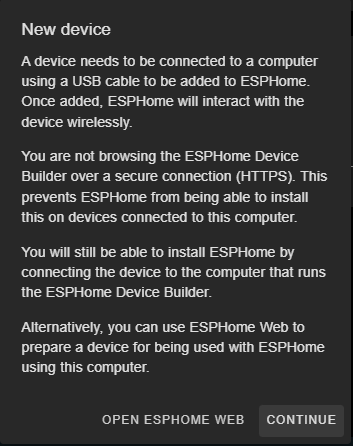 New device
A device needs to be connected to a computer
using a USB cable to be added to ESPHome.
Once added, ESPHome will interact with the
device wirelessly.
You are not browsing the ESPHome Device
Builder over a secure connection (HTTPS). This
prevents ESPHome from being able to install
this on devices connected to this computer.
You will still be able to install ESPHome by
connecting the device to the computer that runs
the ESPHome Device Builder.
Alternatively, you can use ESPHome Web to
prepare a device for being used with ESPHome
using this computer.
OPEN ESPHOME WEB CONTINUE